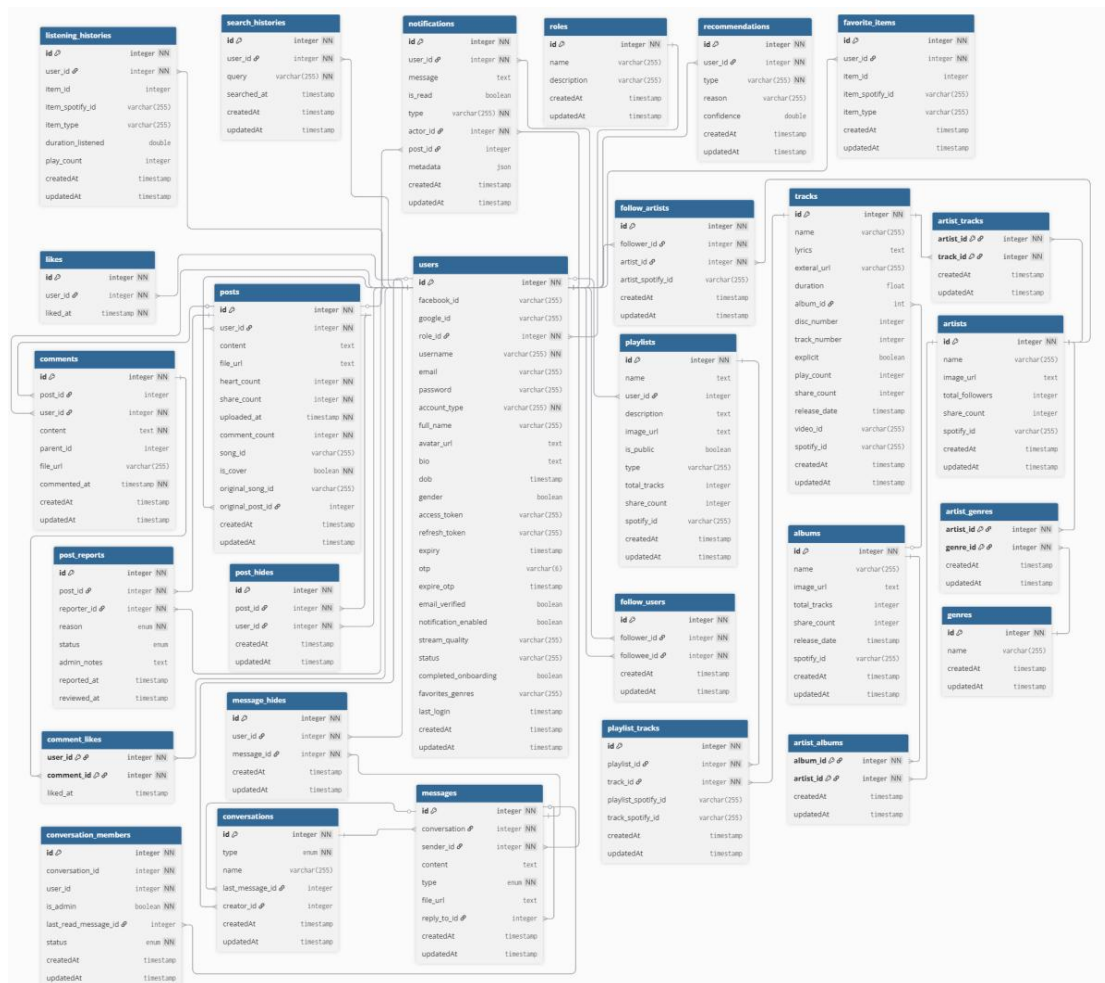 listening_histories
id integer NN
user_id integer NN
item_id integer
item_spotify_id varchar(255)
item_type varchar(255)
duration_listened double
play_count integer
createdAt timestamp
updatedAt timestamp
search_histories
id integer NN
user_id integer NN
query varchar(255) NN
searched_at timestamp
createdAt timestamp
updatedAt timestamp
notifications
id integer NN
user_id integer NN
message text
is_read boolean
type varchar(255) NN
actor_id integer NN
post_id integer
metadata json
createdAt timestamp
updatedAt timestamp
roles
id integer NN
name varchar(255)
description varchar(255)
createdAt timestamp
updatedAt timestamp
recommendations
id integer NN
user_id integer NN
type varchar(255)
reason varchar(255)
confidence double
createdAt timestamp
updatedAt timestamp
favorite_items
id integer NN
user_id integer NN
item_id integer
item_spotify_id varchar(255)
item_type varchar(255)
createdAt timestamp
updatedAt timestamp
likes
id integer NN
user_id integer NN
liked_at timestamp NN
posts
id integer NN
user_id integer NN
content text
file_url text
heart_count integer NN
share_count integer NN
uploaded_at timestamp NN
comment_count integer NN
song_id varchar(255)
is_cover boolean NN
original_song_id varchar(255)
original_post_id integer
createdAt timestamp
updatedAt timestamp
users
id integer NN
facebook_id varchar(255)
google_id varchar(255)
role_id integer NN
username varchar(255) NN
email varchar(255)
password varchar(255)
account_type varchar(255) NN
full_name varchar(255)
avatar_url text
bio text
dob timestamp
gender boolean
access_token varchar(255)
refresh_token varchar(255)
expiry timestamp
otp varchar(6)
expire_otp timestamp
email_verified boolean
notification_enabled boolean
stream_quality varchar(255)
status varchar(255)
completed_onboarding boolean
favorites_genres varchar(255)
last_login timestamp
createdAt timestamp
updatedAt timestamp
follow_artists
id integer NN
follower_id integer NN
artist_id integer NN
artist_spotify_id varchar(255)
createdAt timestamp
updatedAt timestamp
tracks
id integer NN
name varchar(255)
lyrics text
exteral_url varchar(255)
duration float
album_id int
disc_number integer
track_number integer
explicit boolean
play_count integer
share_count integer
release_date timestamp
video_id varchar(255)
spotify_id varchar(255)
createdAt timestamp
updatedAt timestamp
artist_tracks
artist_id integer NN
track_id integer NN
createdAt timestamp
updatedAt timestamp
comments
id integer NN
post_id integer
user_id integer NN
content text NN
parent_id integer
file_url varchar(255)
commented_at timestamp NN
createdAt timestamp
updatedAt timestamp
playlists
id integer NN
name text
user_id integer NN
description text
image_url text
is_public boolean
type varchar(255)
total_tracks integer
share_count integer
spotify_id varchar(255)
createdAt timestamp
updatedAt timestamp
artists
id integer NN
name varchar(255)
image_url text
total_followers integer
share_count integer
spotify_id varchar(255)
createdAt timestamp
updatedAt timestamp
artist_genres
artist_id integer NN
genre_id integer NN
createdAt timestamp
updatedAt timestamp
albums
id integer NN
name varchar(255)
image_url text
total_tracks integer
share_count integer
release_date timestamp
spotify_id varchar(255)
createdAt timestamp
updatedAt timestamp
genres
id integer NN
name varchar(255)
createdAt timestamp
updatedAt timestamp
post_reports
id integer NN
post_id integer NN
reporter_id integer NN
reason enum NN
status enum
admin_notes text
reported_at timestamp
reviewed_at timestamp
post_hides
id integer NN
post_id integer NN
user_id integer NN
createdAt timestamp
updatedAt timestamp
follow_users
id integer NN
follower_id integer NN
followee_id integer NN
createdAt timestamp
updatedAt timestamp
message_hides
id integer NN
user_id integer NN
message_id integer NN
createdAt timestamp
updatedAt timestamp
comment_likes
user_id integer NN
comment_id integer NN
liked_at timestamp
playlist_tracks
id integer NN
playlist_id integer NN
track_id integer NN
playlist_spotify_id varchar(255)
track_spotify_id varchar(255)
createdAt timestamp
updatedAt timestamp
artist_albums
album_id integer NN
artist_id integer NN
createdAt timestamp
updatedAt timestamp
conversation_members
id integer NN
conversation_id integer NN
user_id integer NN
is_admin boolean NN
last_read_message_id integer
status enum NN
createdAt timestamp
updatedAt timestamp
conversations
id integer NN
type enum NN
name varchar(255)
last_message_id integer
creator_id integer
createdAt timestamp
updatedAt timestamp
messages
id integer NN
conversation integer NN
sender_id integer NN
content text
type enum NN
file_url text
reply_to_id integer
createdAt timestamp
updatedAt timestamp